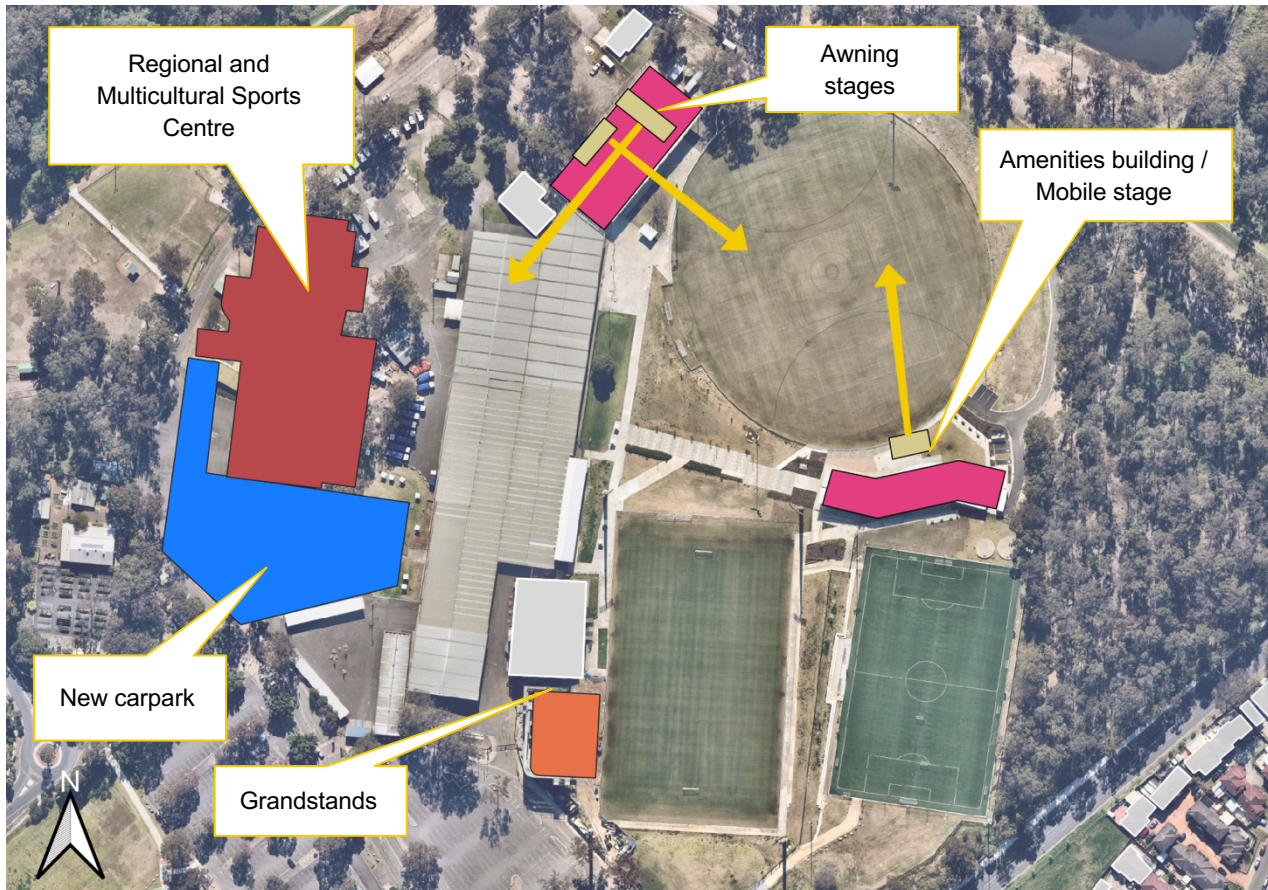 Regional and
Multicultural Sports
Centre
Awning
stages
Amenities building /
Mobile stage
New carpark
Grandstands
N